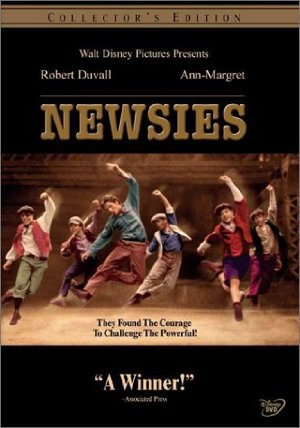 COLLECTOR'S EDITION
Walt Disney Pictures Presents
Robert Duvall Ann-Margret
NEWSIES
They Found The Courage
To Challenge The Powerful!
"A Winner!"
-Associated Press
Disney
DVD